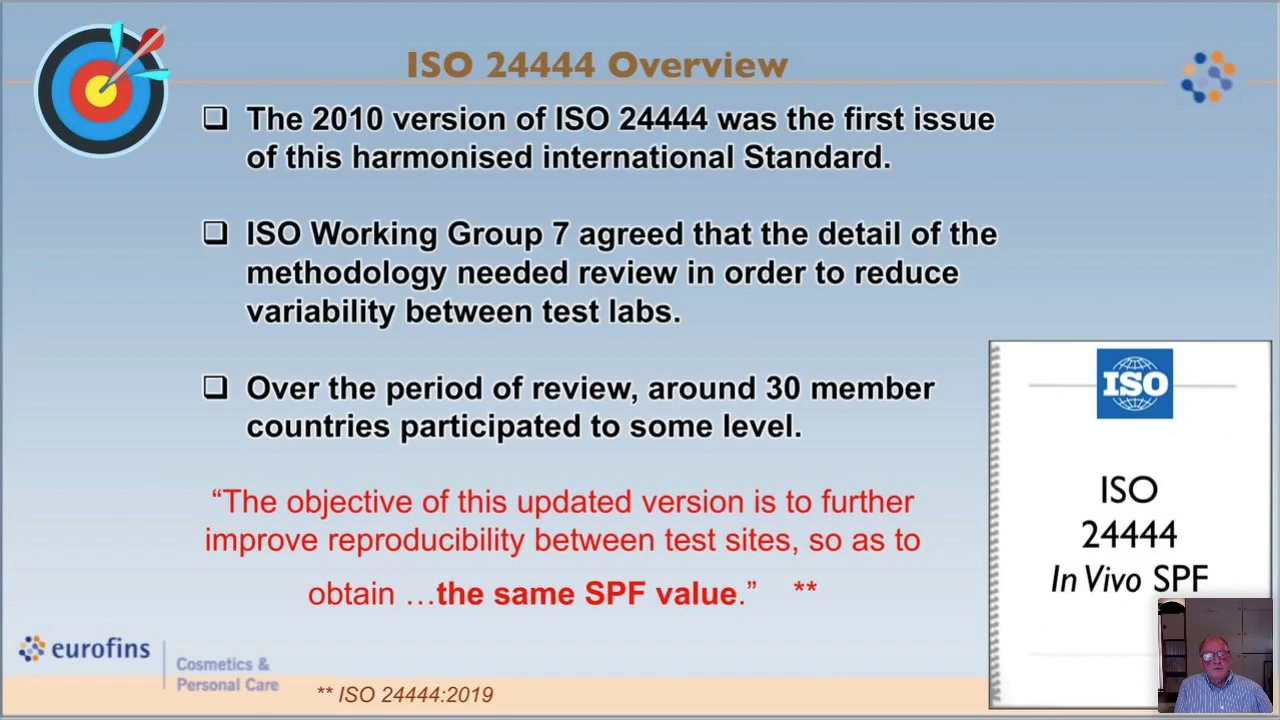 ISO 24444 Overview
❑ The 2010 version of ISO 24444 was the first issue
of this harmonised international Standard.
❑ ISO Working Group 7 agreed that the detail of the
methodology needed review in order to reduce
variability between test labs.
❑ Over the period of review, around 30 member
countries participated to some level.
“The objective of this updated version is to further
improve reproducibility between test sites, so as to
obtain …the same SPF value.” **
ISO
ISO
24444
In Vivo SPF
eurofins
Cosmetics &
Personal Care
** ISO 24444:2019